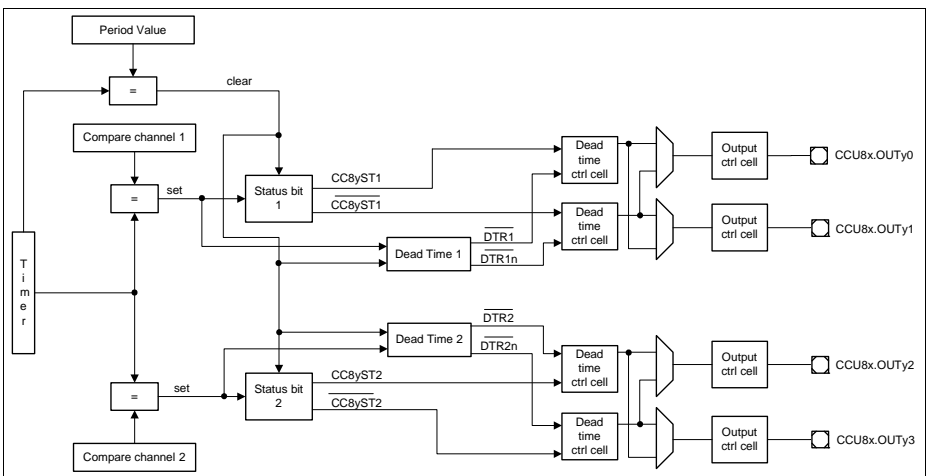 Period Value
=
clear
Compare channel 1
=
set
Status bit
1
CC8yST1
CC8yST1
Dead Time 1
DTR1
DTR1n
Dead
time
ctrl cell
Dead
time
ctrl cell
Output
ctrl cell
CCU8x.OUTy0
Output
ctrl cell
CCU8x.OUTy1
Timer
Dead Time 2
DTR2
DTR2n
=
set
Status bit
2
CC8yST2
CC8yST2
Compare channel 2
Dead
time
ctrl cell
Dead
time
ctrl cell
Output
ctrl cell
CCU8x.OUTy2
Output
ctrl cell
CCU8x.OUTy3